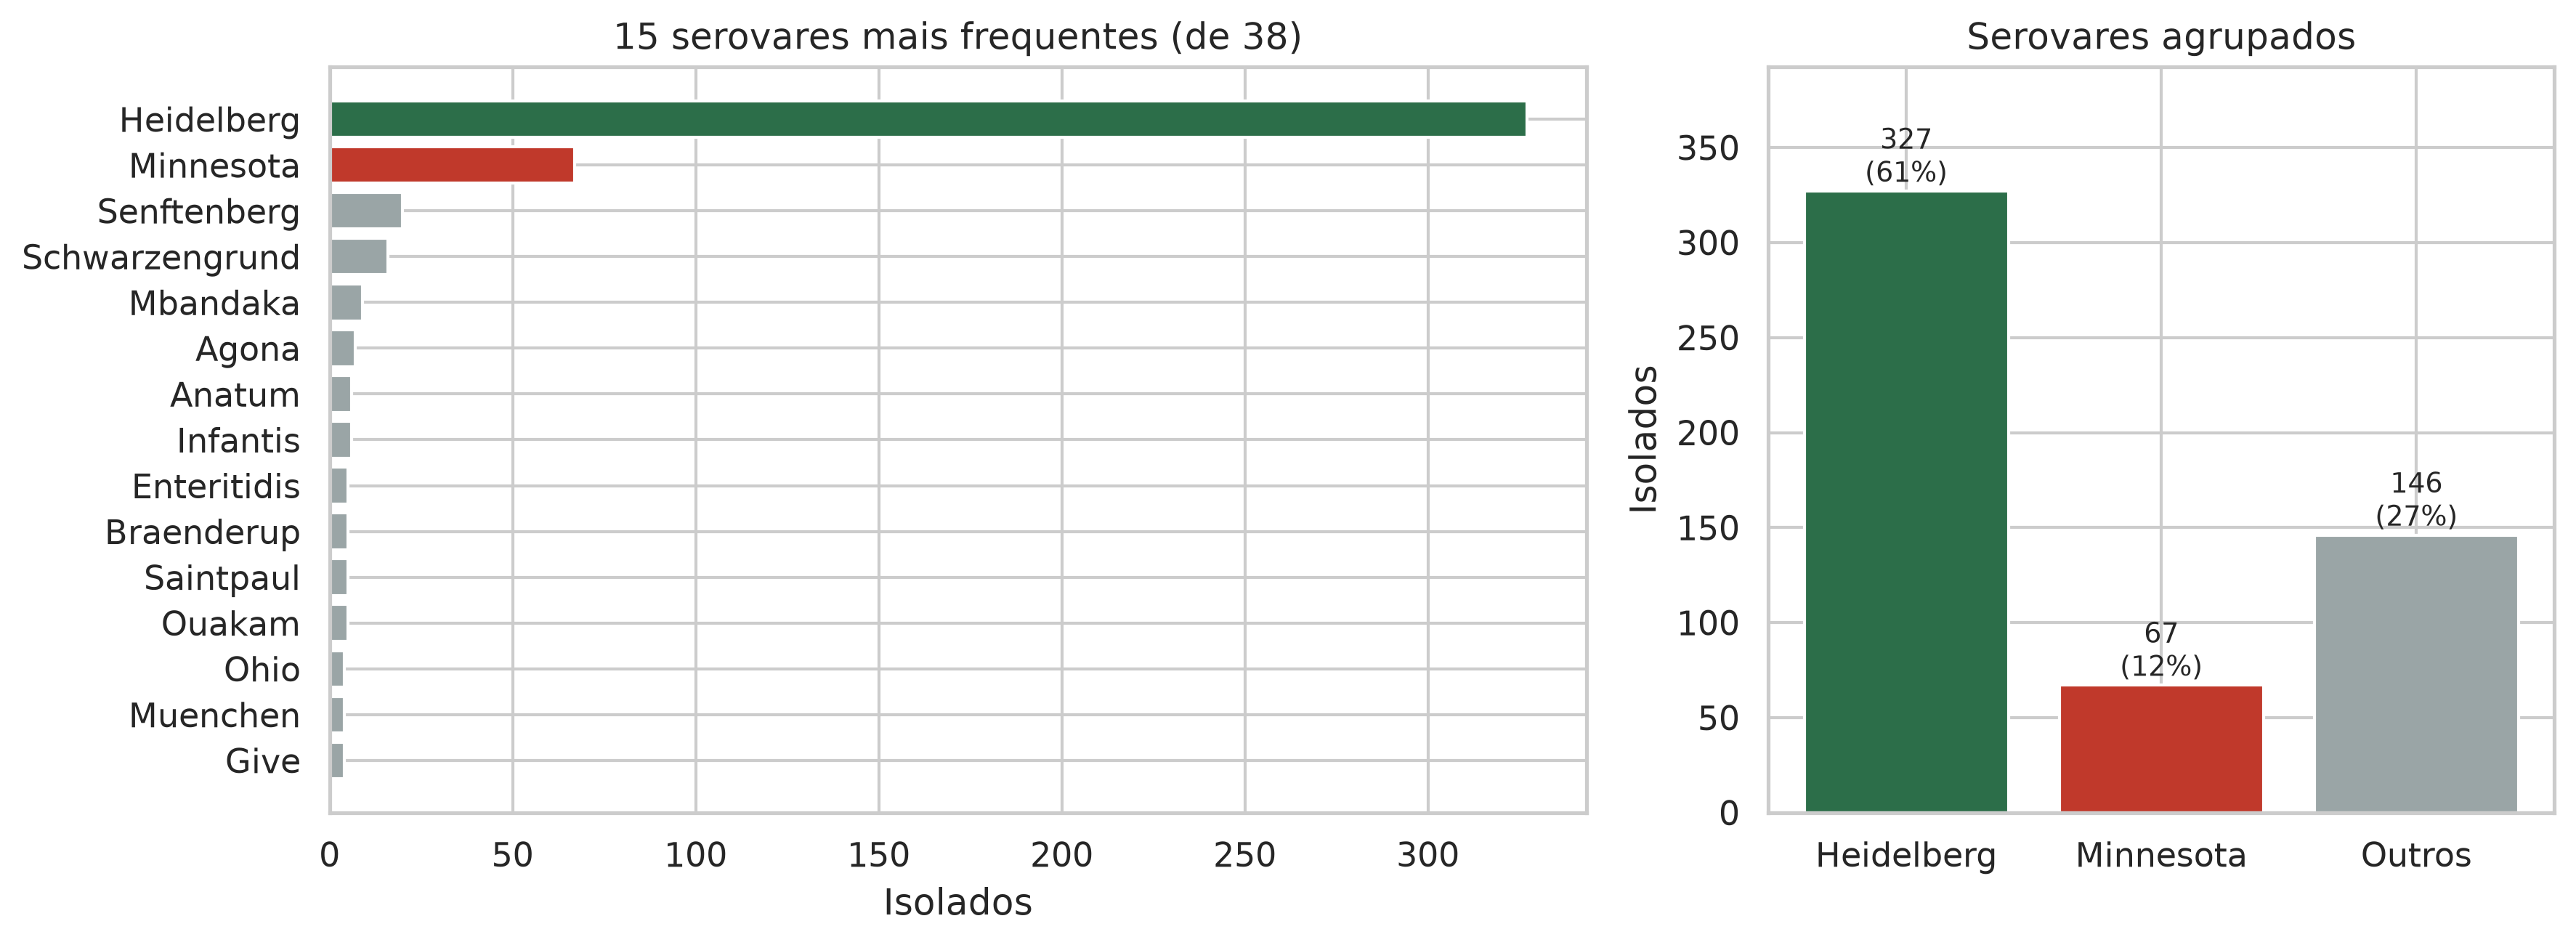 15 serovares mais frequentes (de 38)
Heidelberg
Minnesota
Senftenberg
Schwarzengrund
Mbandaka
Agona
Anatum
Infantis
Enteritidis
Braenderup
Saintpaul
Ouakam
Ohio
Muenchen
Give
0 50 100 150 200 250 300
Isolados
Serovares agrupados
Isolados
350
300
250
200
150
100
50
0
327
(61%)
67
(12%)
146
(27%)
Heidelberg Minnesota Outros